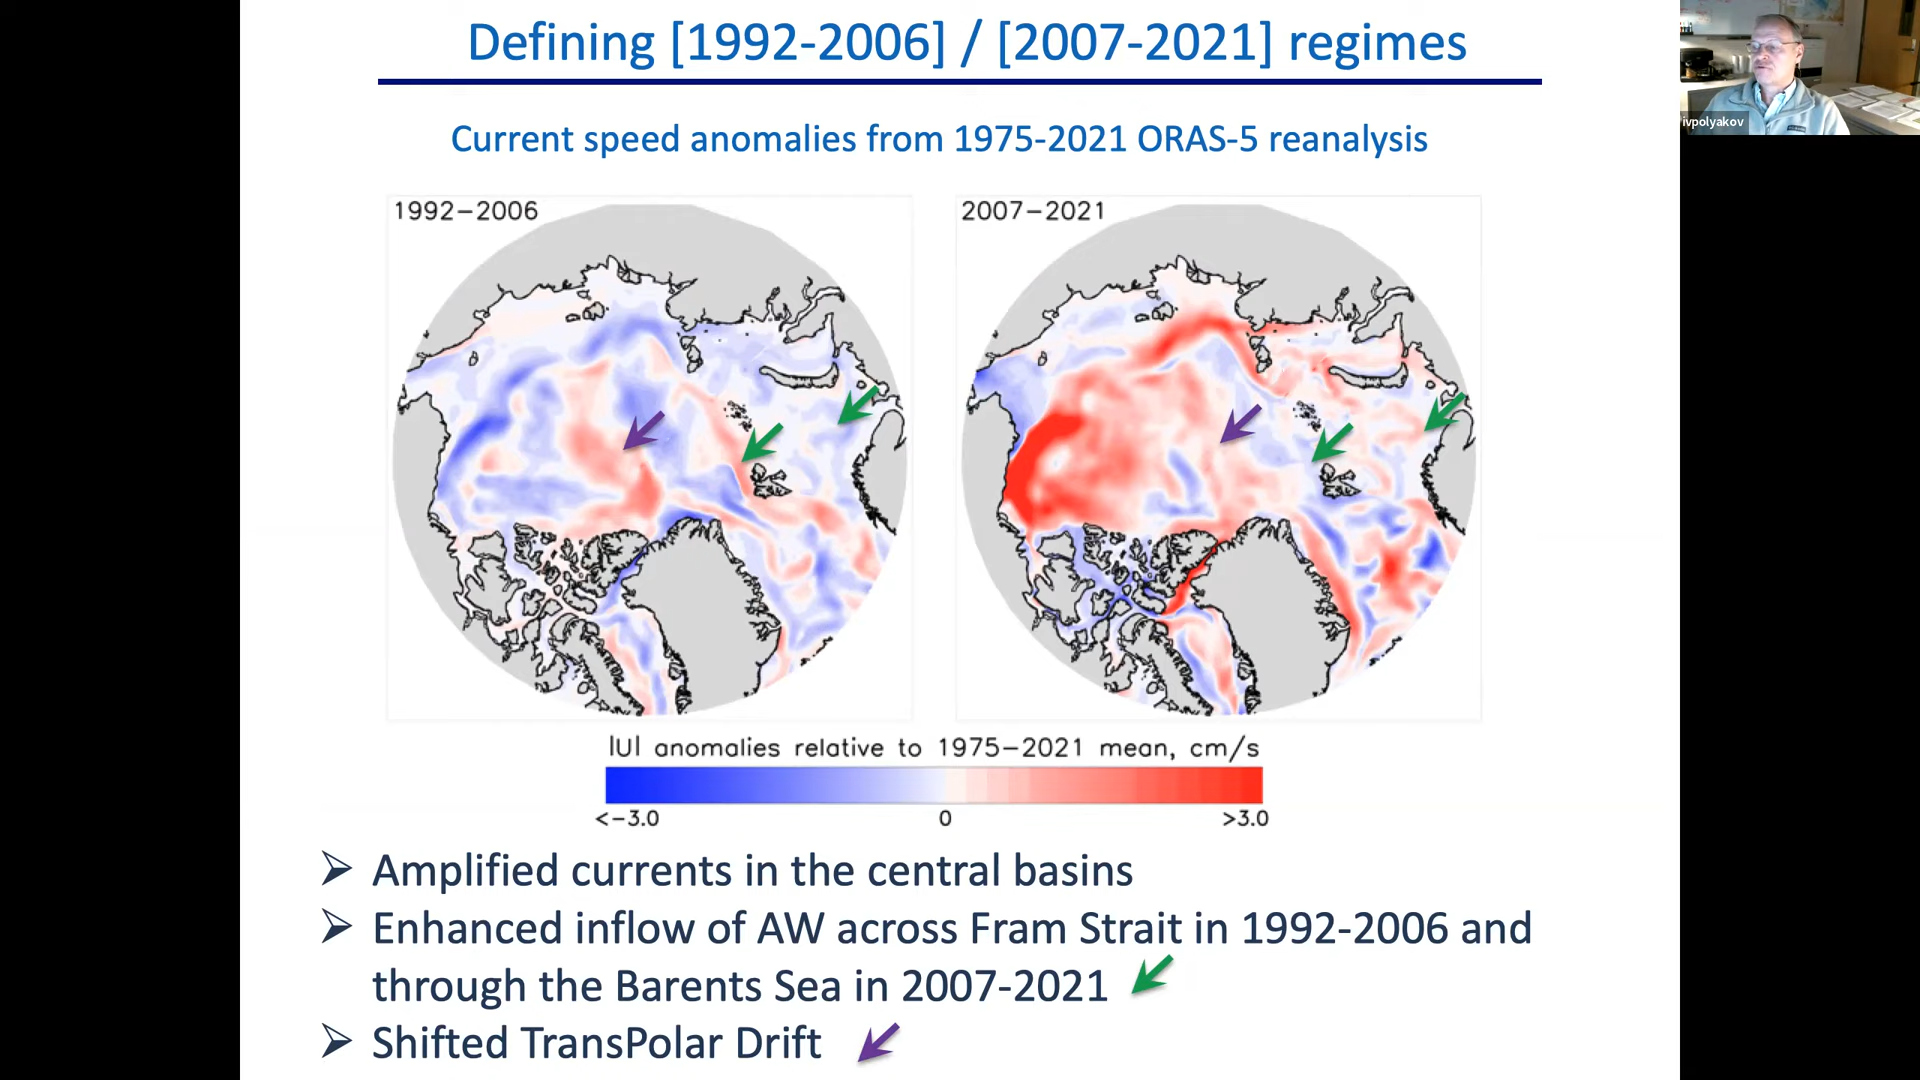 Defining [1992-2006] / [2007-2021] regimes
ivpolyakov
Current speed anomalies from 1975-2021 ORAS-5 reanalysis
1992-2006
2007-2021
|U| anomalies relative to 1975-2021 mean, cm/s
<-3.0 0 >3.0
➢ Amplified currents in the central basins
➢ Enhanced inflow of AW across Fram Strait in 1992-2006 and
through the Barents Sea in 2007-2021
➢ Shifted TransPolar Drift